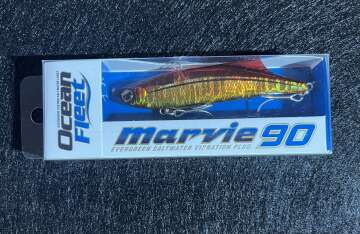 Ocean
Fleet
marvie 90
EVERGREEN SALTWATER VIBRATION PLUG